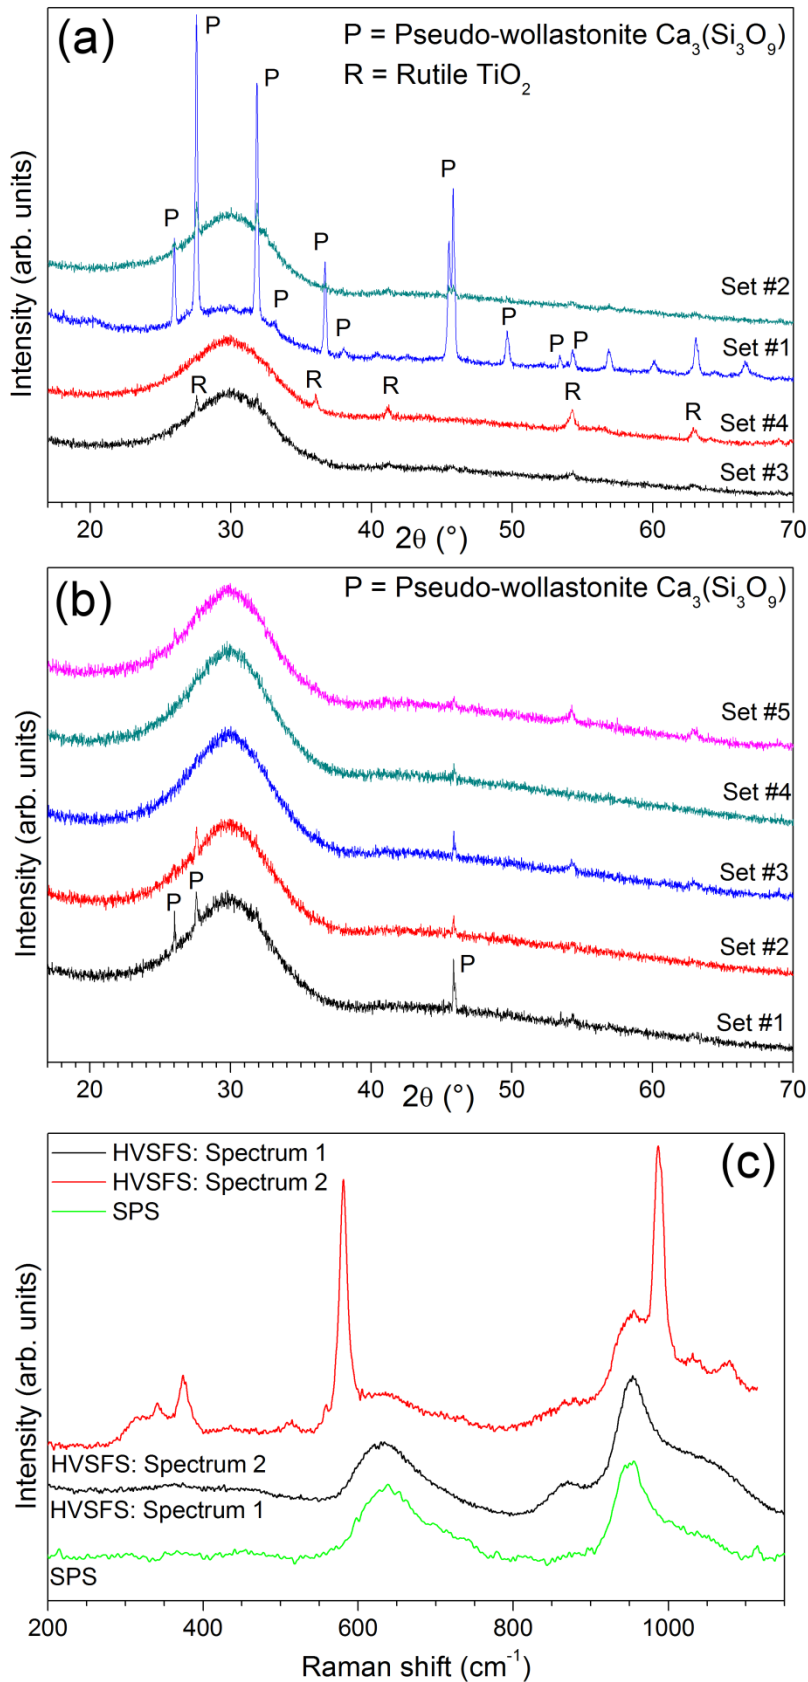 (a)
P = Pseudo-wollastonite Ca3(Si3O9)
R = Rutile TiO2
P
P
P
P
P
P
P
P
P
P
Set #2
Set #1
R
R
R
R
R
Set #4
Set #3
Intensity (arb. units)
20 30 40 50 60 70
2θ (°)
(b)
P = Pseudo-wollastonite Ca3(Si3O9)
Set #5
Set #4
Set #3
Set #2
P
P
P
Set #1
Intensity (arb. units)
20 30 40 50 60 70
2θ (°)
(c)
HVSFS: Spectrum 1
HVSFS: Spectrum 2
SPS
HVSFS: Spectrum 2
HVSFS: Spectrum 1
SPS
Intensity (arb. units)
200 400 600 800 1000
Raman shift (cm-1)